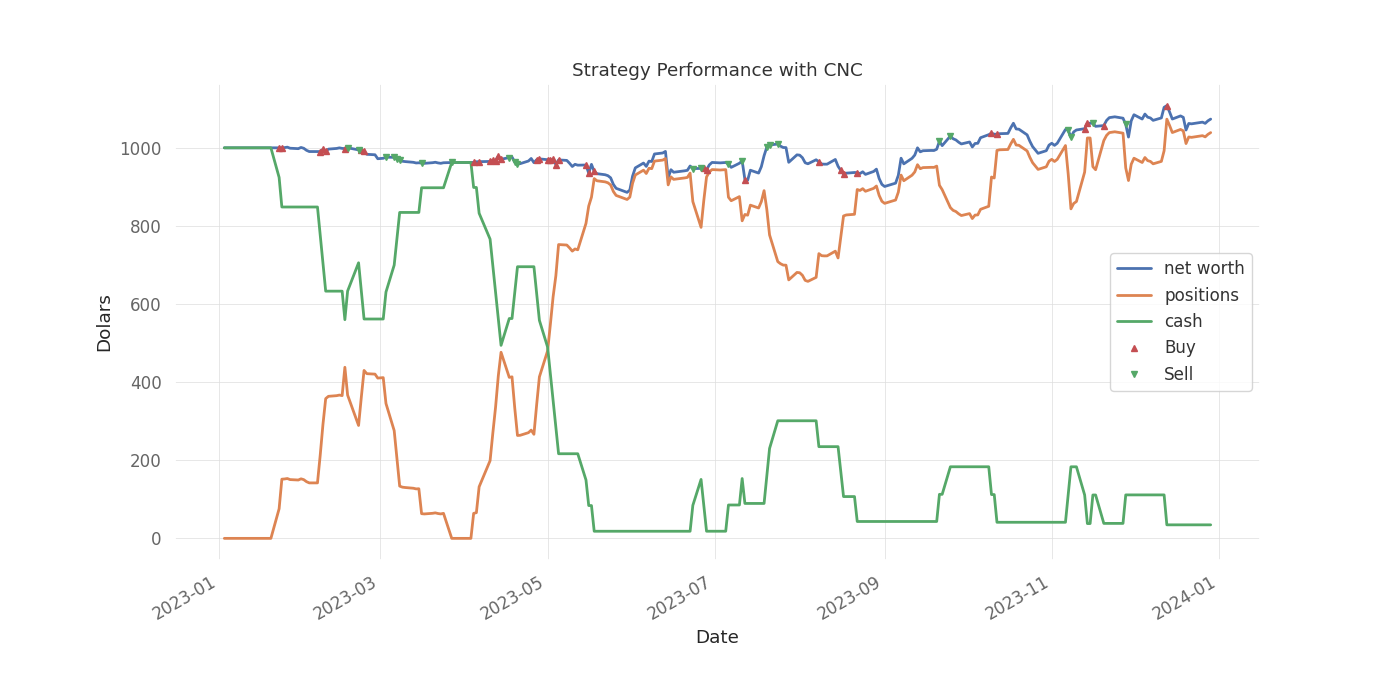 Strategy Performance with CNC
Dolars
1000
800
600
400
200
0
net worth
positions
cash
Buy
Sell
2023-01
2023-03
2023-05
2023-07
2023-09
2023-11
2024-01
Date